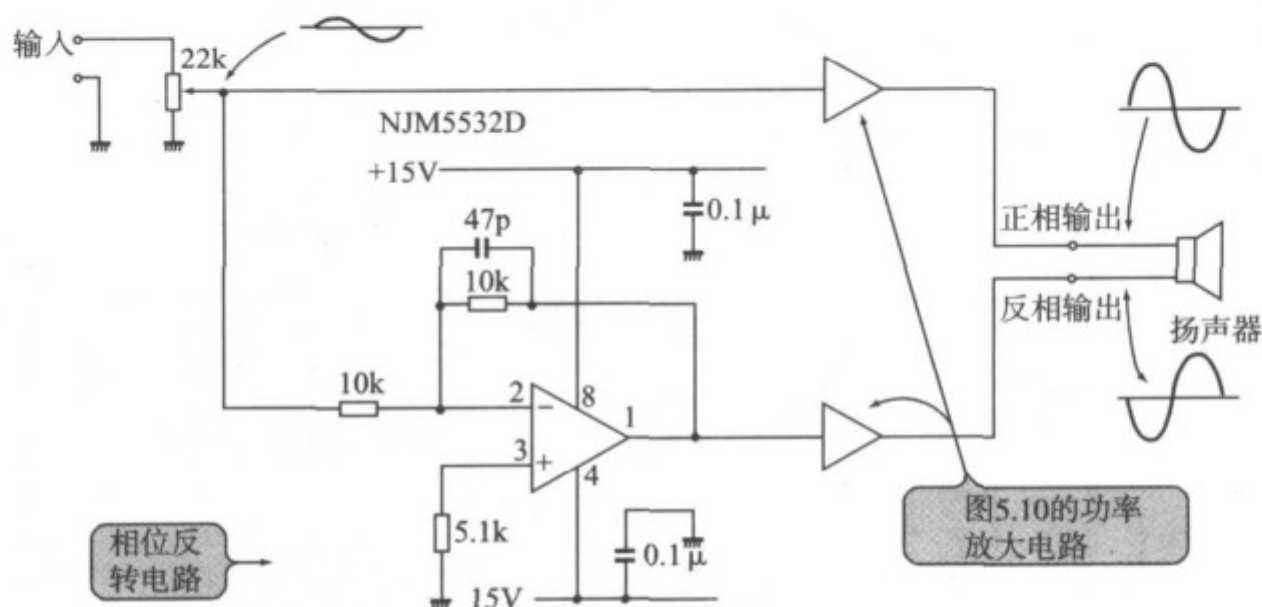 输入
22k
NJM5532D
+15V
0.1μ
47p
10k
正相输出
反相输出
扬声器
10k
2
−
8
1
3
+
4
5.1k
0.1μ
15V
相位反
转电路
图5.10的功率
放大电路